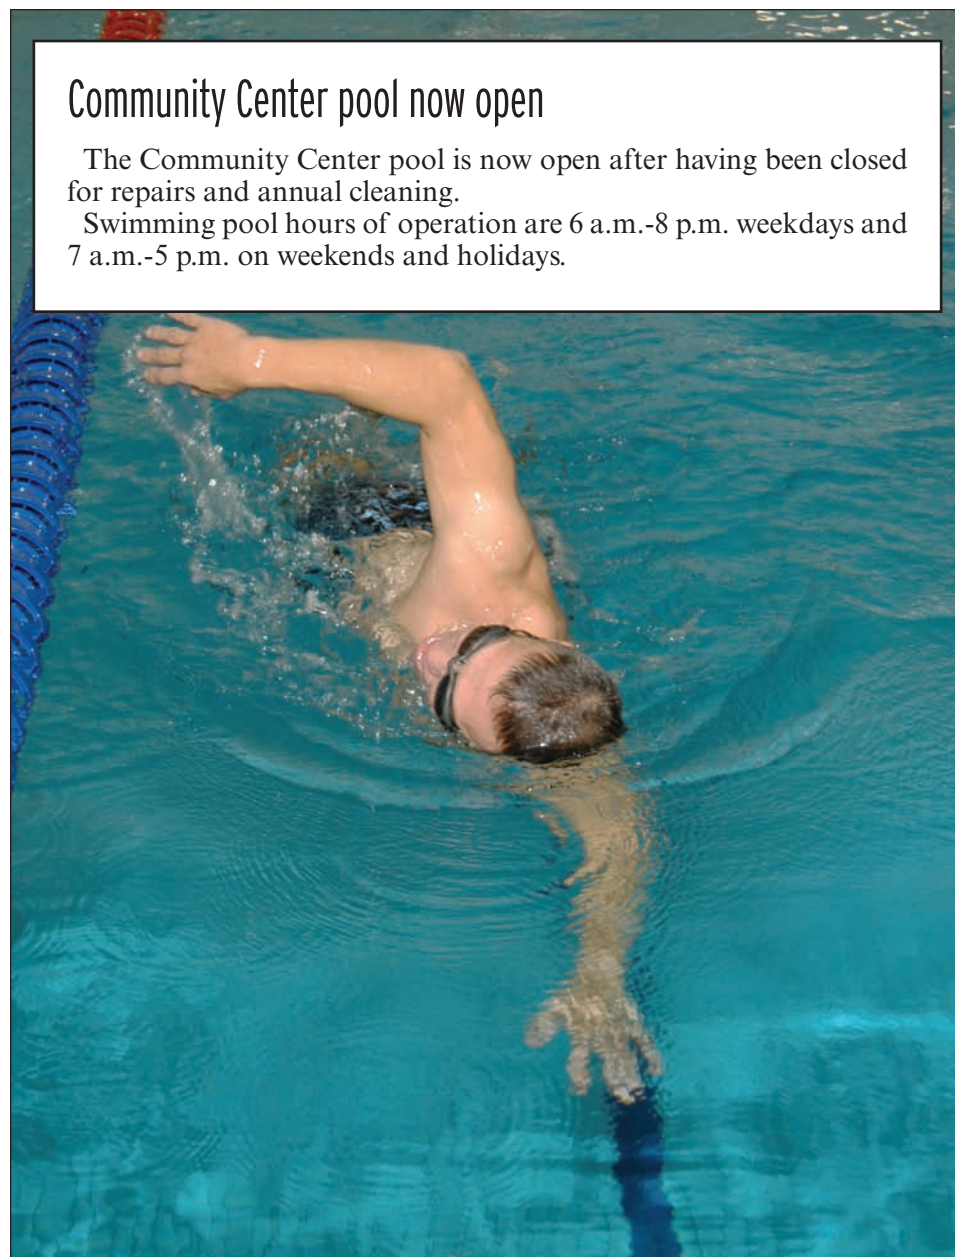 Community Center pool now open
The Community Center pool is now open after having been closed
for repairs and annual cleaning.
Swimming pool hours of operation are 6 a.m.-8 p.m. weekdays and
7 a.m.-5 p.m. on weekends and holidays.